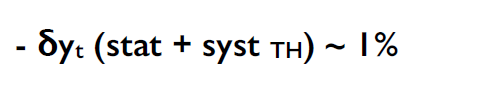 - δyt (stat + syst TH) ~ 1%